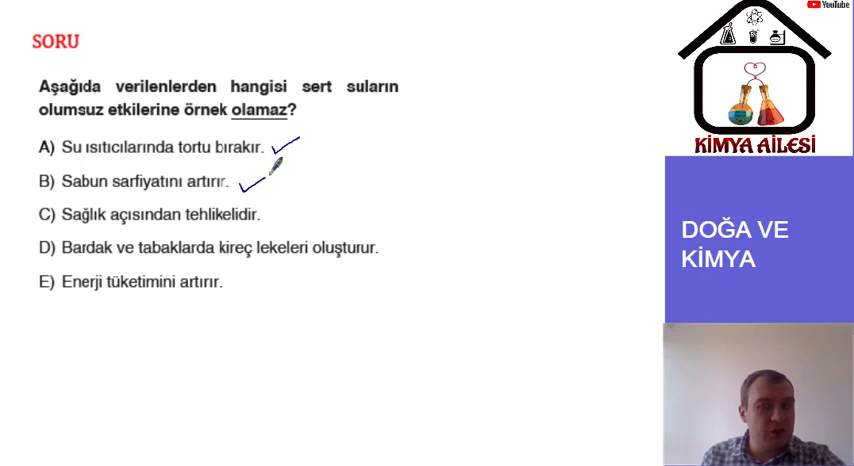 YouTube
SORU
Aşağıda verilenlerden hangisi sert suların
olumsuz etkilerine örnek olamaz?
A) Su ısıtıcılarında tortu bırakır.
B) Sabun sarfiyatını artırır.
C) Sağlık açısından tehlikelidir.
D) Bardak ve tabaklarda kireç lekeleri oluşturur.
E) Enerji tüketimini artırır.
KİMYA AİLESİ
DOĞA VE
KİMYA